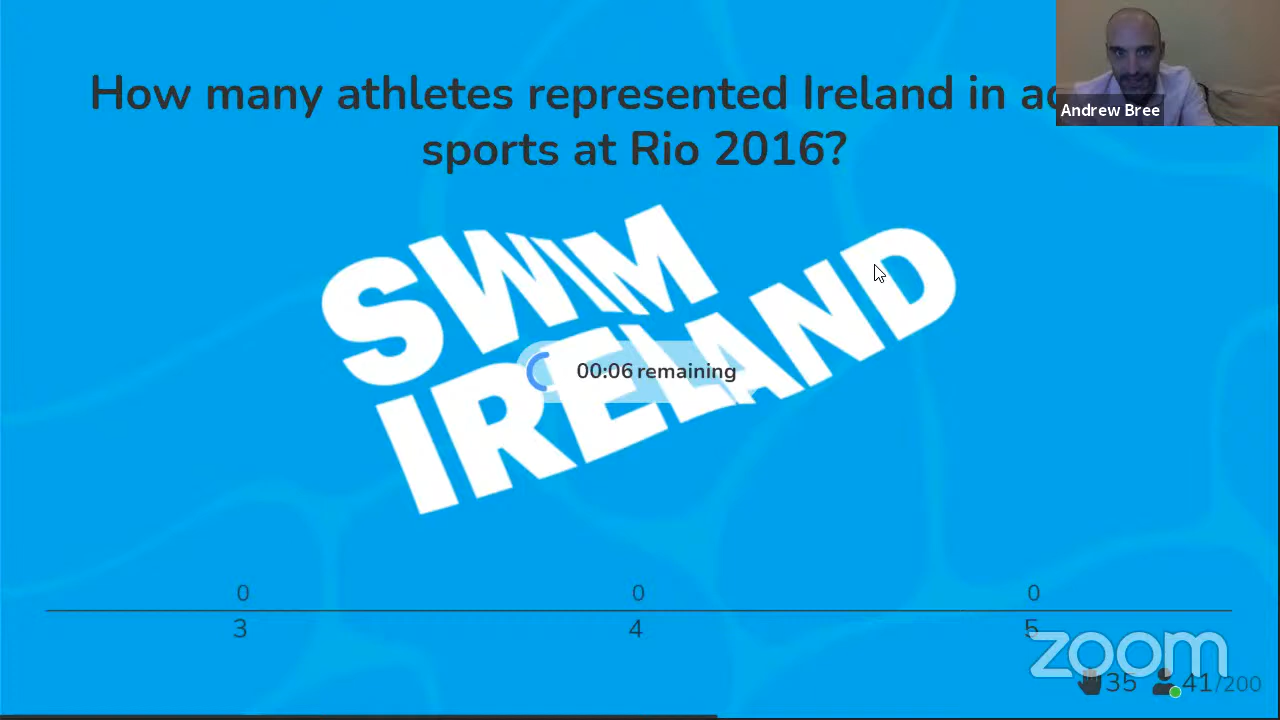 How many athletes represented Ireland in
sports at Rio 2016?
Andrew Bree
SWIM
IRELAND
00:06 remaining
0 0 0
3 4 5
zoom
35 41/200